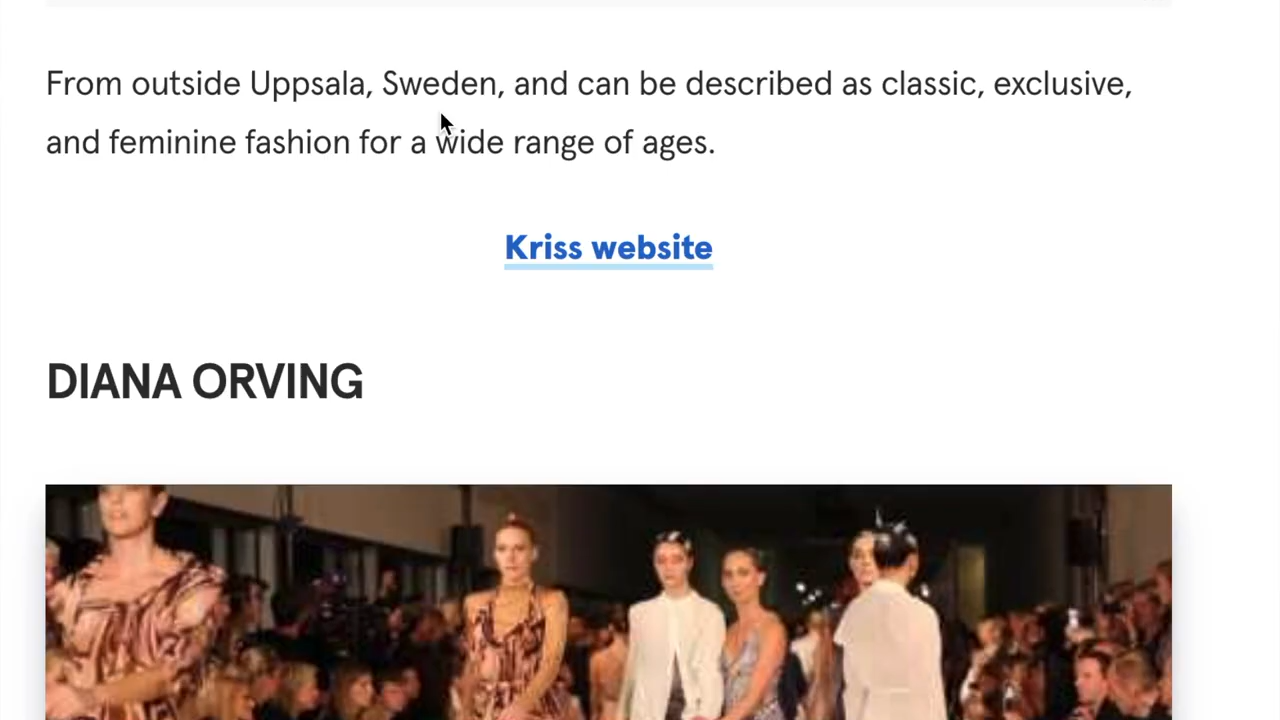 From outside Uppsala, Sweden, and can be described as classic, exclusive,
and feminine fashion for a wide range of ages.
Kriss website
DIANA ORVING